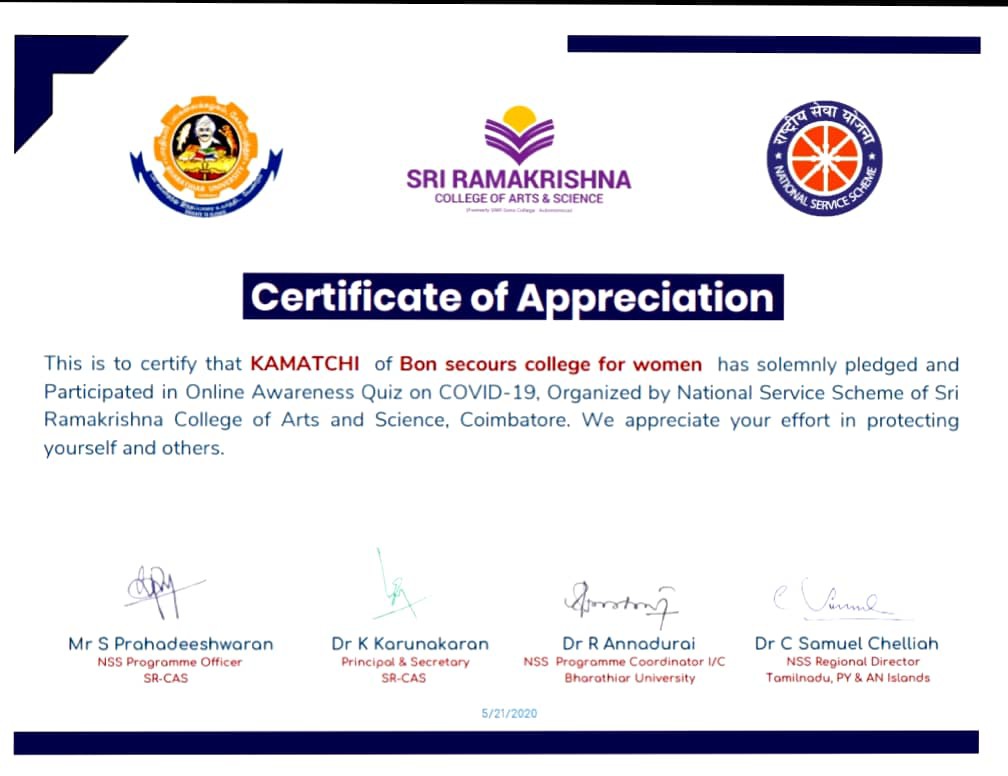 BHARATHIAR UNIVERSITY
SRI RAMAKRISHNA
COLLEGE OF ARTS & SCIENCE
राष्ट्रीय सेवा योजना
NATIONAL SERVICE SCHEME
Certificate of Appreciation
This is to certify that KAMATCHI of Bon secours college for women has solemnly pledged and
Participated in Online Awareness Quiz on COVID-19, Organized by National Service Scheme of Sri
Ramakrishna College of Arts and Science, Coimbatore. We appreciate your effort in protecting
yourself and others.
Mr S Prahadeeshwaran
NSS Programme Officer
SR-CAS
Dr K Karunakaran
Principal & Secretary
SR-CAS
Dr R Annadurai
NSS Programme Coordinator I/C
Bharathiar University
Dr C Samuel Chelliah
NSS Regional Director
Tamilnadu, PY & AN Islands
5/21/2020